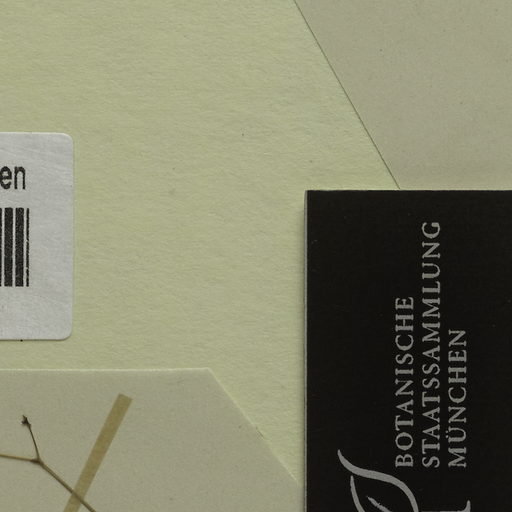 en
BOTANISCHE
STAATSSAMMLUNG
MÜNCHEN